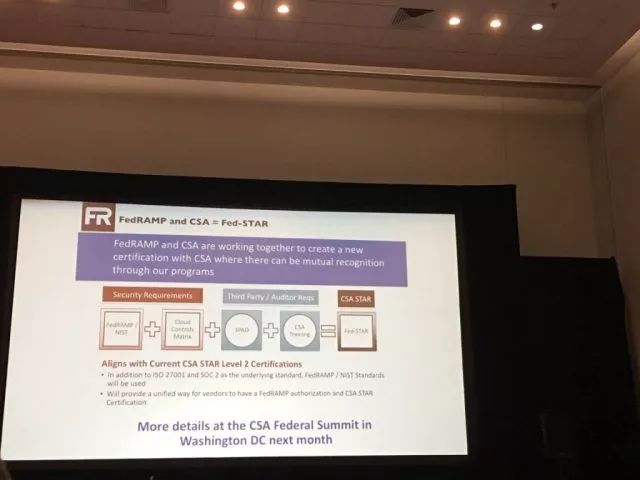 FR FedRAMP and CSA = Fed-STAR
FedRAMP and CSA are working together to create a new
certification with CSA where there can be mutual recognition
through our programs
Security Requirements Third Party / Auditor Reqs CSA STAR
FedRAMP /
NIST
Cloud
Controls
Matrix
3PAO
CSA
Training
Fed-STAR
Aligns with Current CSA STAR Level 2 Certifications
• In addition to ISO 27001 and SOC 2 as the underlying standard, FedRAMP / NIST Standards
will be used
• Will provide a unified way for vendors to have a FedRAMP authorization and CSA STAR
Certification
More details at the CSA Federal Summit in
Washington DC next month